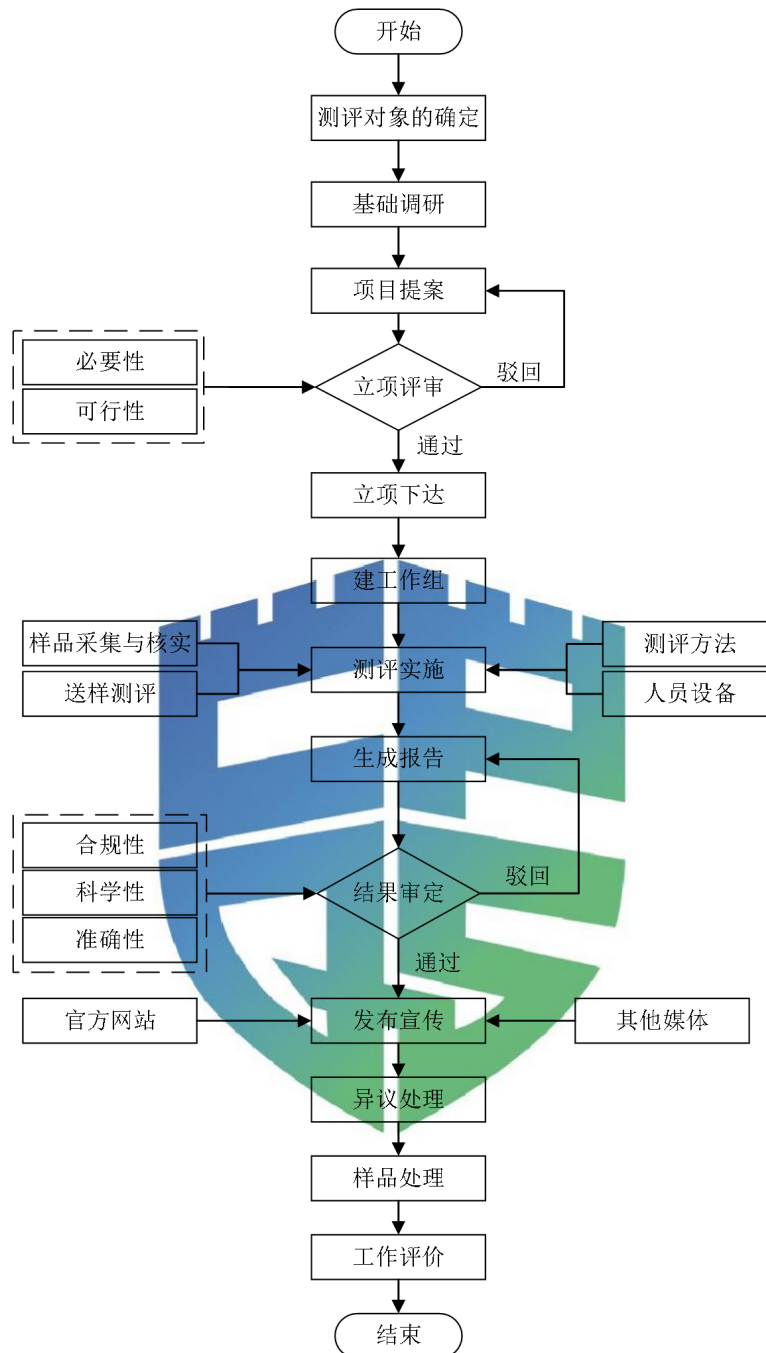 开始
测评对象的确定
基础调研
项目提案
必要性
可行性
立项评审
驳回
通过
立项下达
建工作组
样品采集与核实
送样测评
测评实施
测评方法
人员设备
生成报告
合规性
科学性
准确性
结果审定
驳回
通过
官方网站
发布宣传
其他媒体
异议处理
样品处理
工作评价
结束